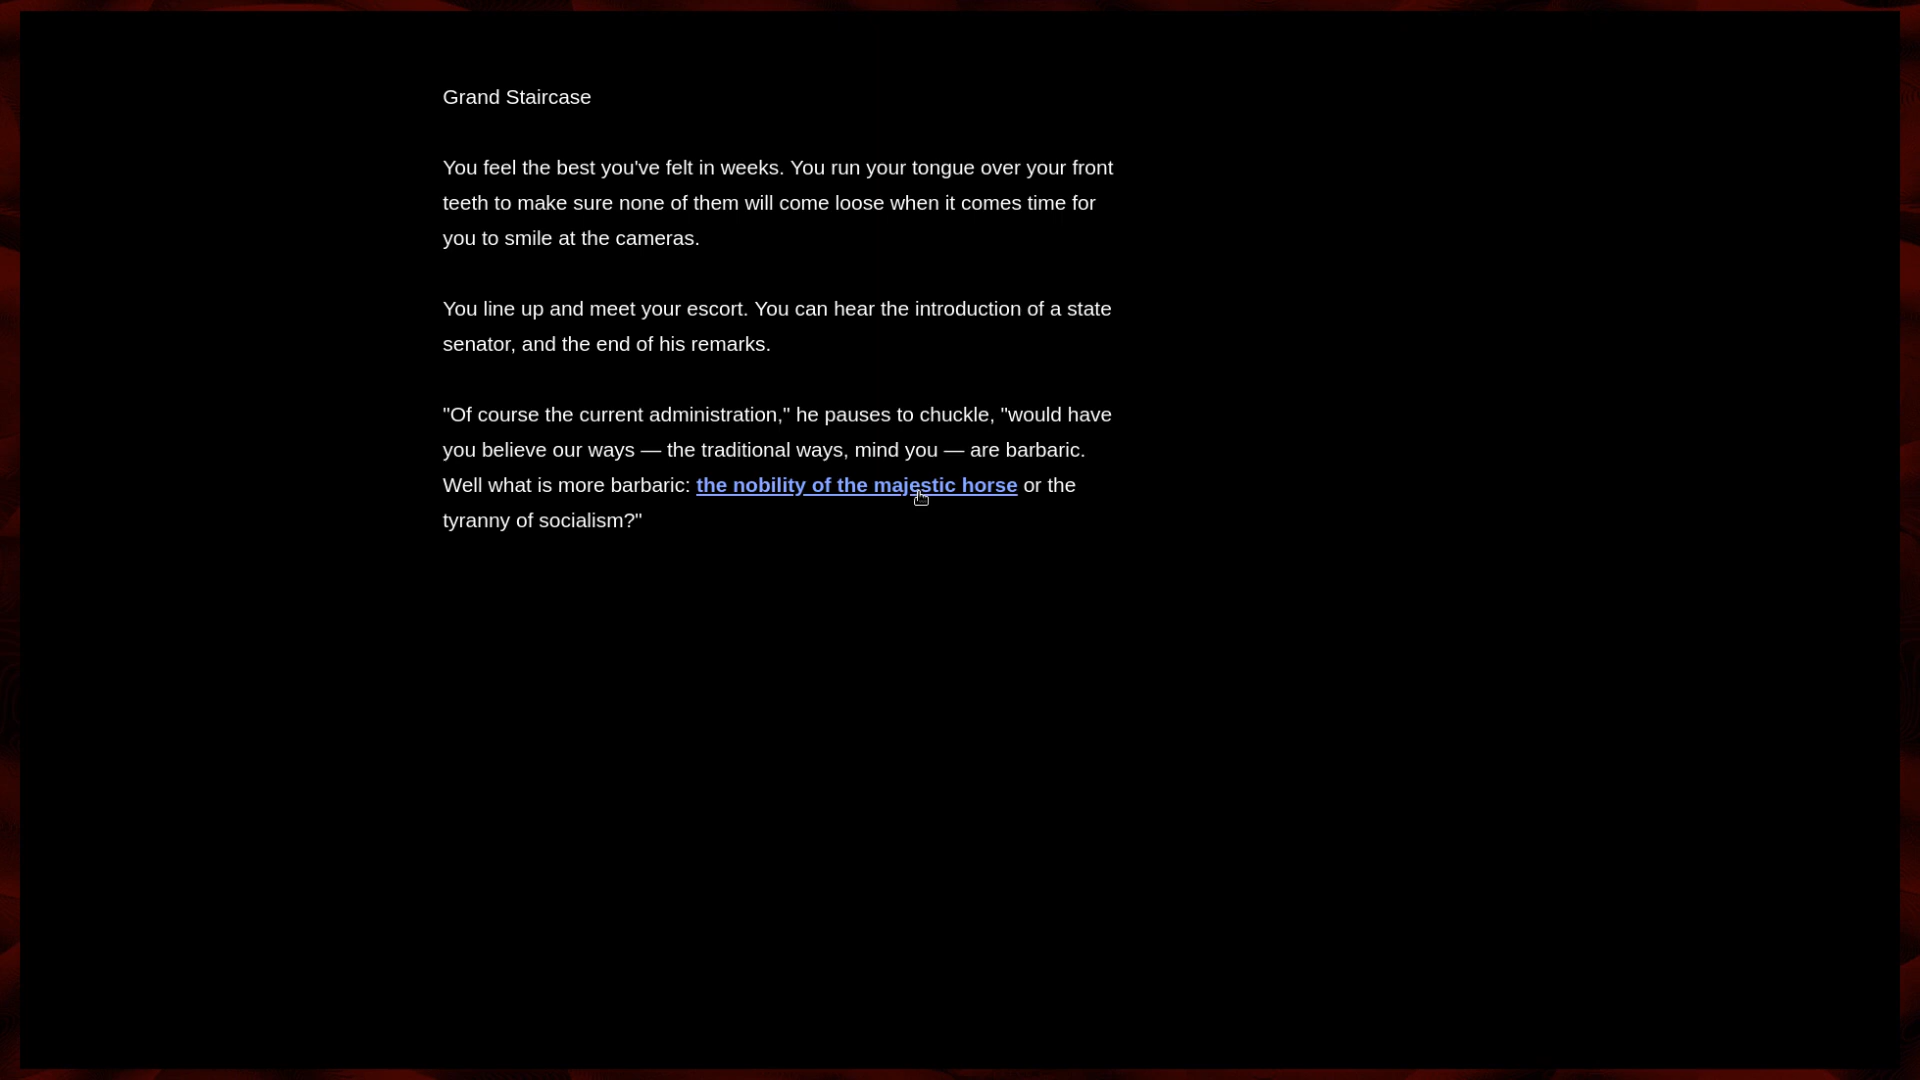 Grand Staircase
You feel the best you've felt in weeks. You run your tongue over your front
teeth to make sure none of them will come loose when it comes time for
you to smile at the cameras.
You line up and meet your escort. You can hear the introduction of a state
senator, and the end of his remarks.
"Of course the current administration," he pauses to chuckle, "would have
you believe our ways — the traditional ways, mind you — are barbaric.
Well what is more barbaric: the nobility of the majestic horse or the
tyranny of socialism?"